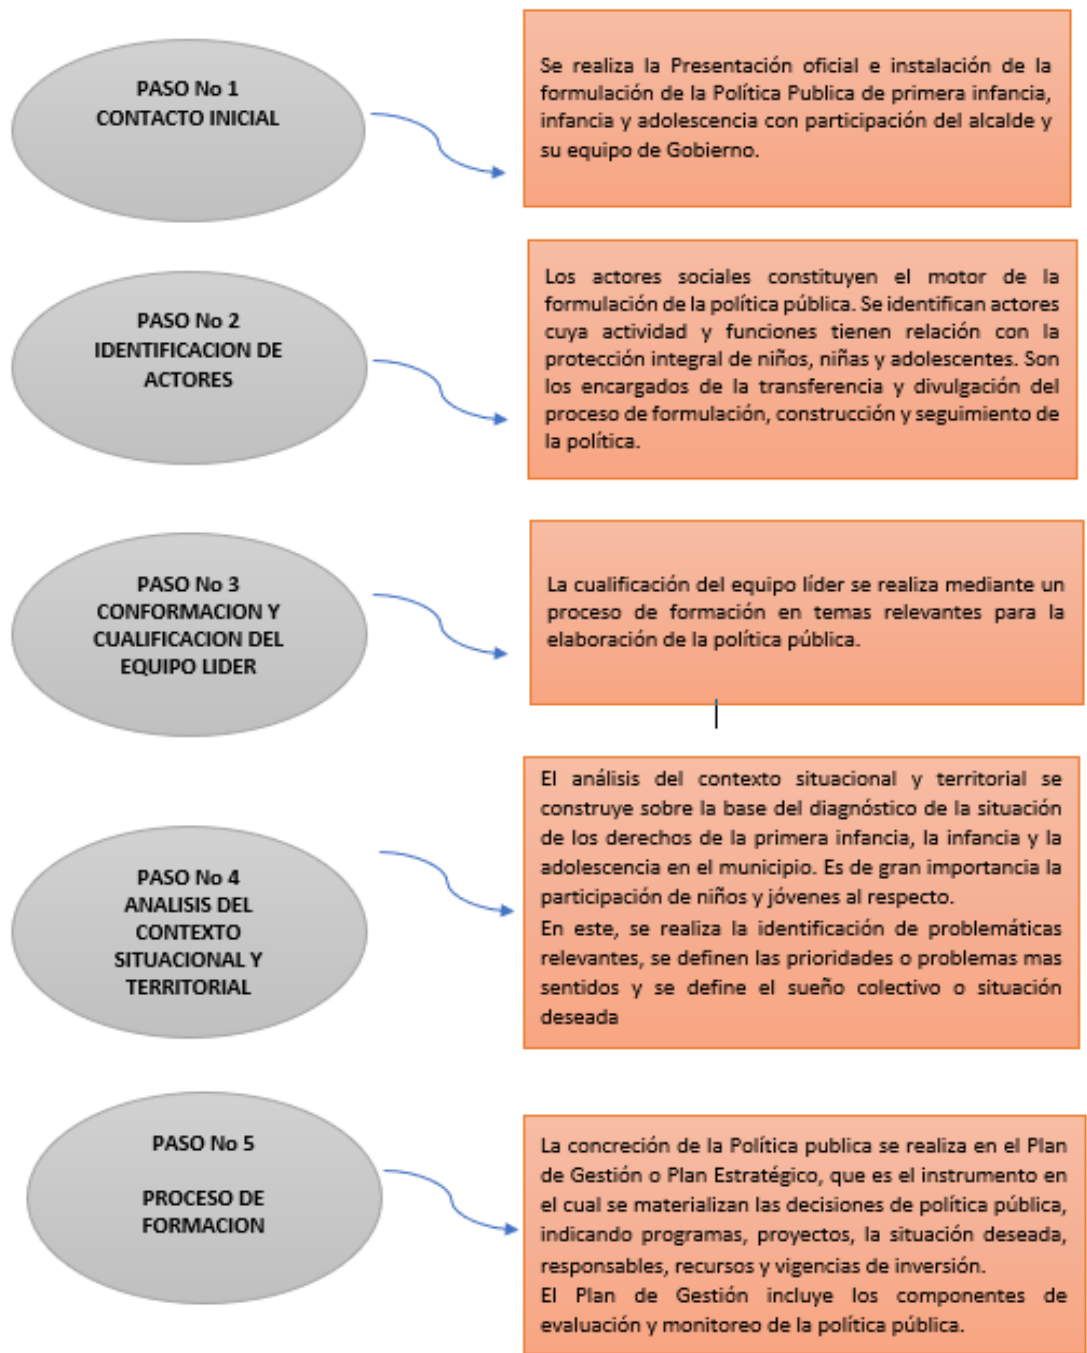 PASO No 1
CONTACTO INICIAL
Se realiza la Presentación oficial e instalación de la
formulación de la Política Publica de primera infancia,
infancia y adolescencia con participación del alcalde y
su equipo de Gobierno.
PASO No 2
IDENTIFICACION DE
ACTORES
Los actores sociales constituyen el motor de la
formulación de la política pública. Se identifican actores
cuya actividad y funciones tienen relación con la
protección integral de niños, niñas y adolescentes. Son
los encargados de la transferencia y divulgación del
proceso de formulación, construcción y seguimiento de
la política.
PASO No 3
CONFORMACION Y
CUALIFICACION DEL
EQUIPO LIDER
La cualificación del equipo líder se realiza mediante un
proceso de formación en temas relevantes para la
elaboración de la política pública.
PASO No 4
ANALISIS DEL
CONTEXTO
SITUACIONAL Y
TERRITORIAL
El análisis del contexto situacional y territorial se
construye sobre la base del diagnóstico de la situación
de los derechos de la primera infancia, la infancia y la
adolescencia en el municipio. Es de gran importancia la
participación de niños y jóvenes al respecto.
En este, se realiza la identificación de problemáticas
relevantes, se definen las prioridades o problemas mas
sentidos y se define el sueño colectivo o situación
deseada
PASO No 5
PROCESO DE
FORMACION
La concreción de la Política publica se realiza en el Plan
de Gestión o Plan Estratégico, que es el instrumento en
el cual se materializan las decisiones de política pública,
indicando programas, proyectos, la situación deseada,
responsables, recursos y vigencias de inversión.
El Plan de Gestión incluye los componentes de
evaluación y monitoreo de la política pública.